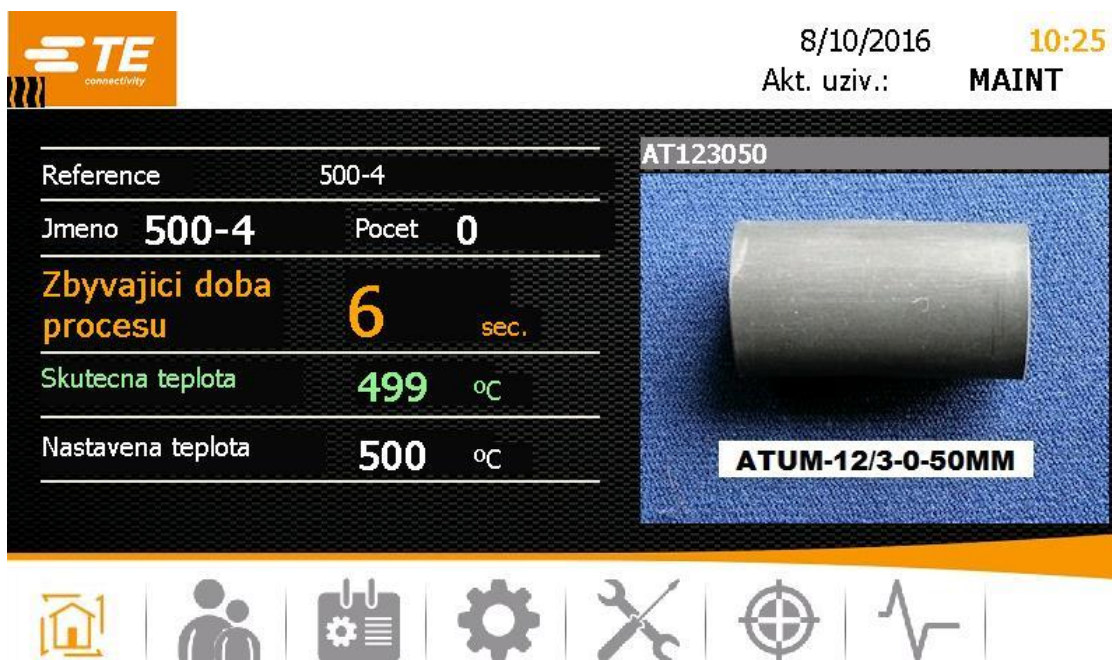 TE
connectivity
8/10/2016 10:25
Akt. uziv.: MAINT
Reference 500-4
Jmeno 500-4 Pocet 0
Zbyvajici doba
procesu 6 sec.
Skutecna teplota 499 ºC
Nastavena teplota 500 ºC
AT123050
ATUM-12/3-0-50MM